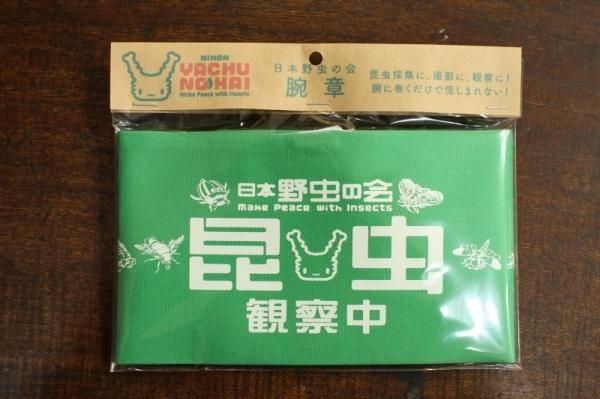 NIHON
YACHU
NO KAI
Make Peace with Insects
日本野虫の会
腕章
昆虫採集に、撮影に、観察に!
腕に巻くだけで怪しまれない!
日本野虫の会
Make Peace with Insects
昆虫
観察中